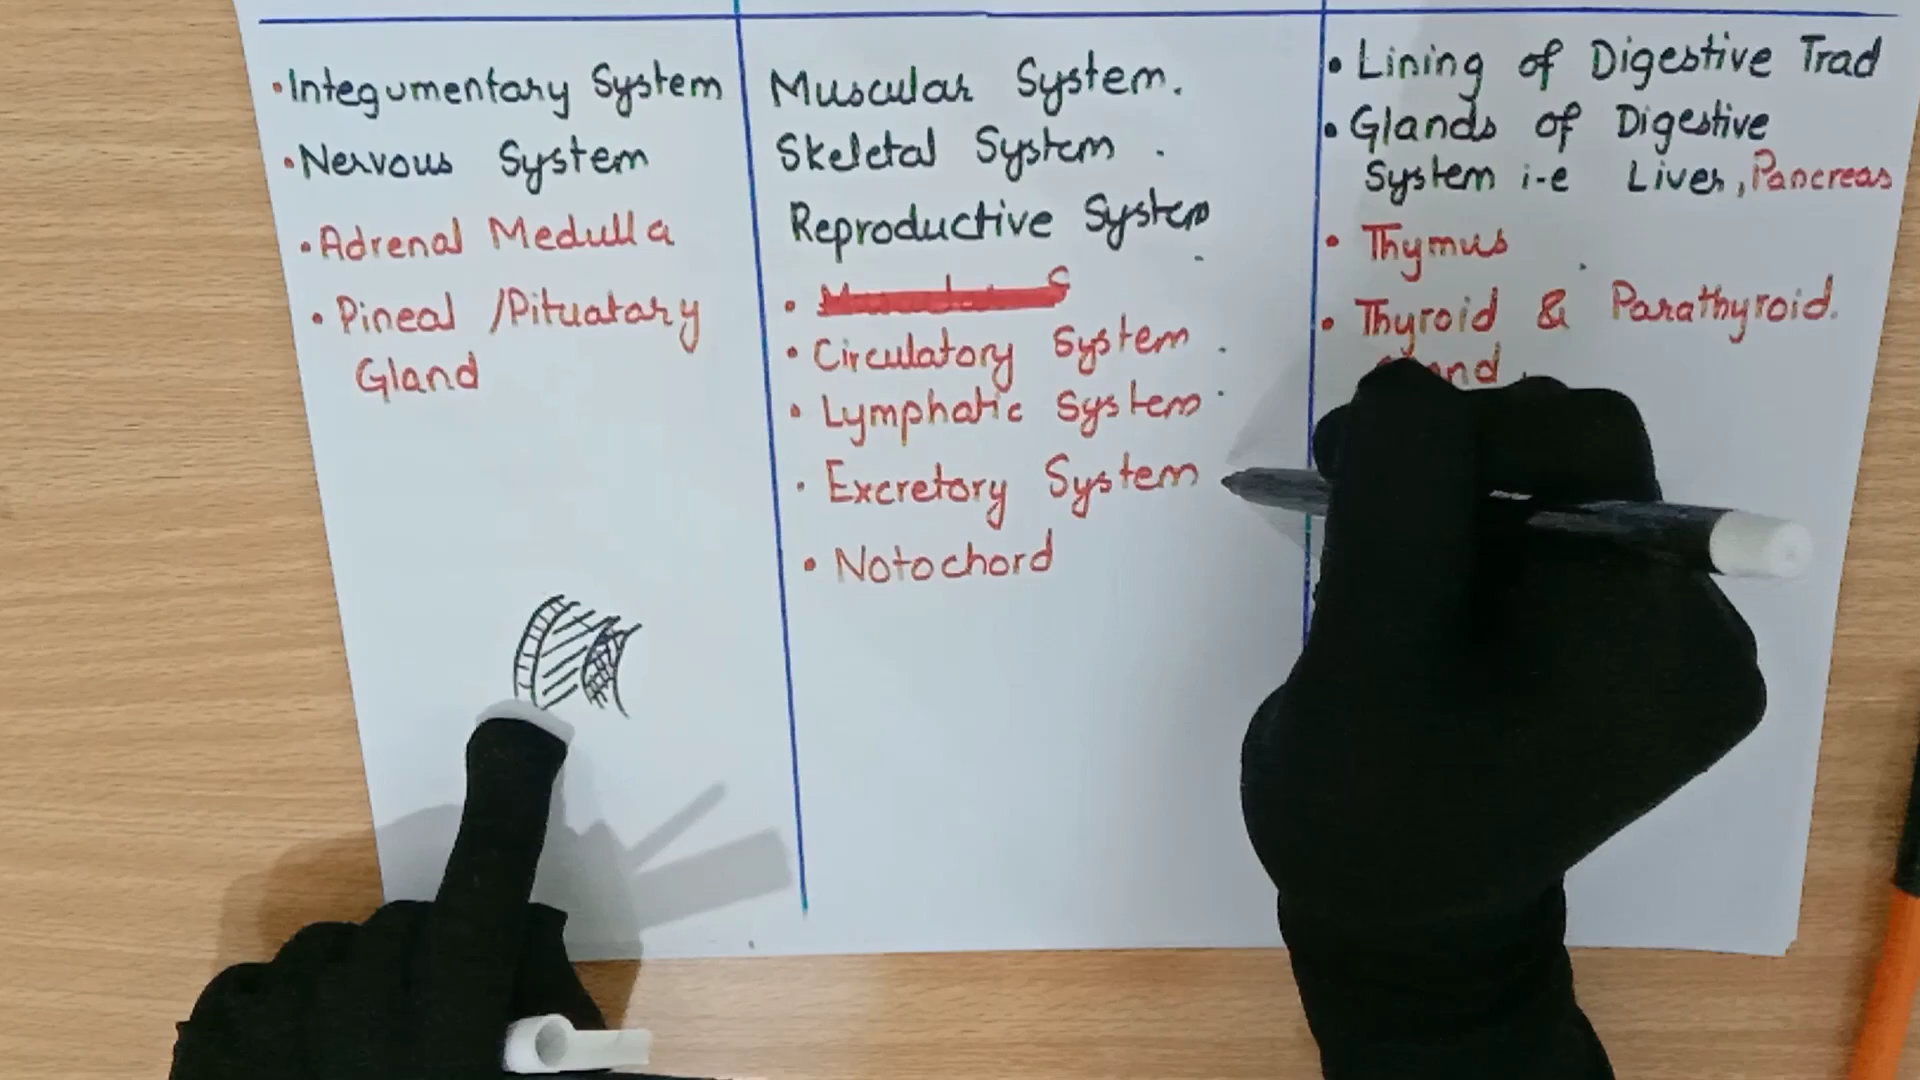 •Integumentary System
•Nervous System
•Adrenal Medulla
•Pineal /Pituatary
Gland
Muscular System.
Skeletal System.
Reproductive System
•Circulatory System.
•Lymphatic System
•Excretory System
•Notochord
•Lining of Digestive Trad
•Glands of Digestive
System i-e Liver, Pancreas
•Thymus
•Thyroid & Parathyroid.